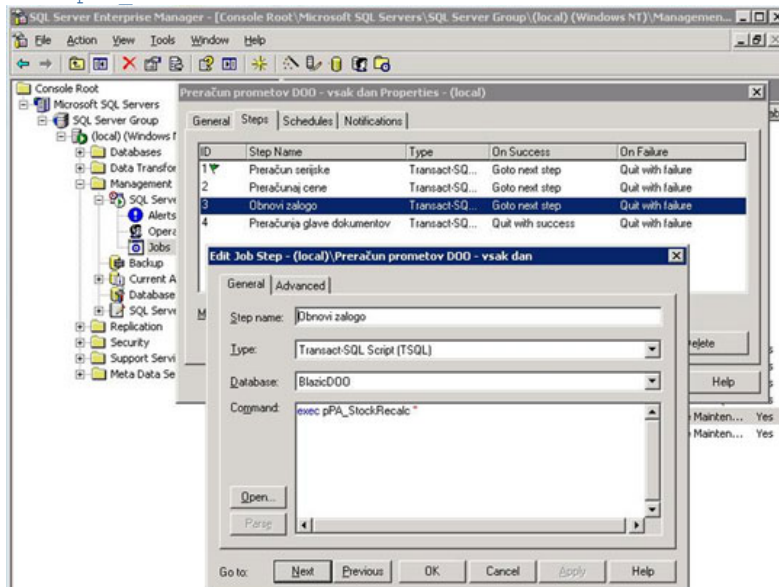 SQL Server Enterprise Manager - [Console Root\Microsoft SQL Servers\SQL Server Group\(local) (Windows NT)\Managemen...
File Action View Tools Window Help
Console Root
Microsoft SQL Servers
SQL Server Group
(local) (Windows
Databases
Data Transfor
Management
SQL Serve
Alerts
Opera
Jobs
Backup
Current A
Database
SQL Serve
Replication
Security
Support Servi
Meta Data Se
Preračun prometov DOO - vsak dan Properties - (local)
General Steps Schedules Notifications
ID Step Name Type On Success On Failure
1 Preračun serijske Transact-SQ... Goto next step Quit with failure
2 Preračunaj cene Transact-SQ... Goto next step Quit with failure
3 Obnovi zalogo Transact-SQ... Goto next step Quit with failure
4 Preračunja glave dokumentov Transact-SQ... Quit with success Quit with failure
M
elete
Help
Mainten... Yes
Mainten... Yes
Edit Job Step - (local)\Preračun prometov DOO - vsak dan
General Advanced
Step name: Obnovi zalogo
Type: Transact-SQL Script (TSQL)
Database: BlazicDOO
Command: exec pPA_StockRecalc ''
Open...
Parse
Go to: Next Previous OK Cancel Apply Help